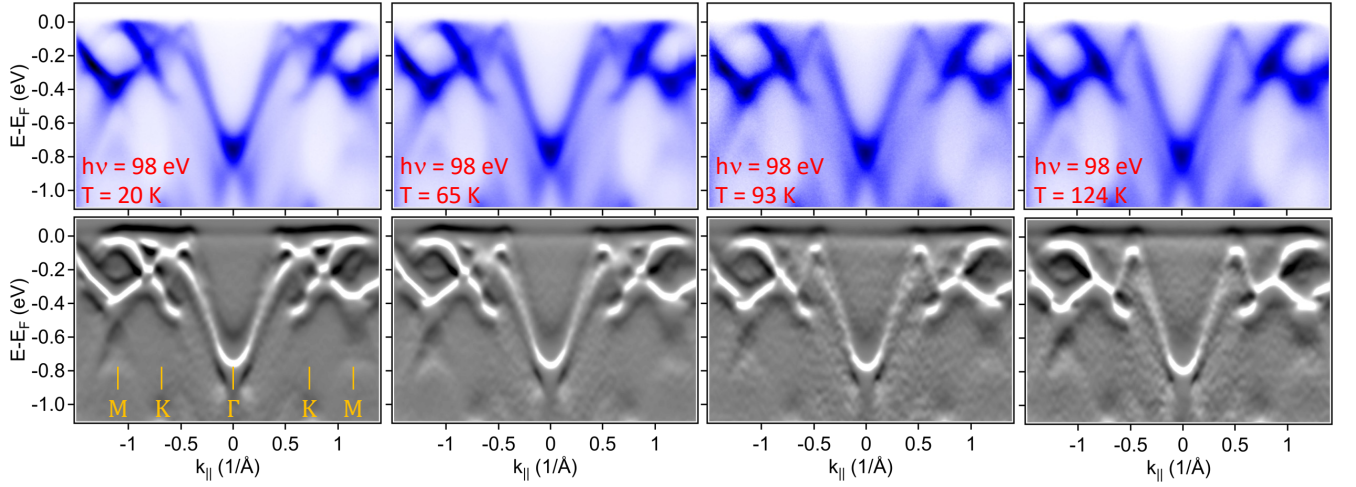 0.0
-0.2
-0.4
-0.6
-0.8
-1.0
E-E_F (eV)
hν = 98 eV
T = 20 K
hν = 98 eV
T = 65 K
hν = 98 eV
T = 93 K
hν = 98 eV
T = 124 K
0.0
-0.2
-0.4
-0.6
-0.8
-1.0
E-E_F (eV)
M K Γ K M
-1 -0.5 0 0.5 1
k_|| (1/Å)
-1 -0.5 0 0.5 1
k_|| (1/Å)
-1 -0.5 0 0.5 1
k_|| (1/Å)
-1 -0.5 0 0.5 1
k_|| (1/Å)